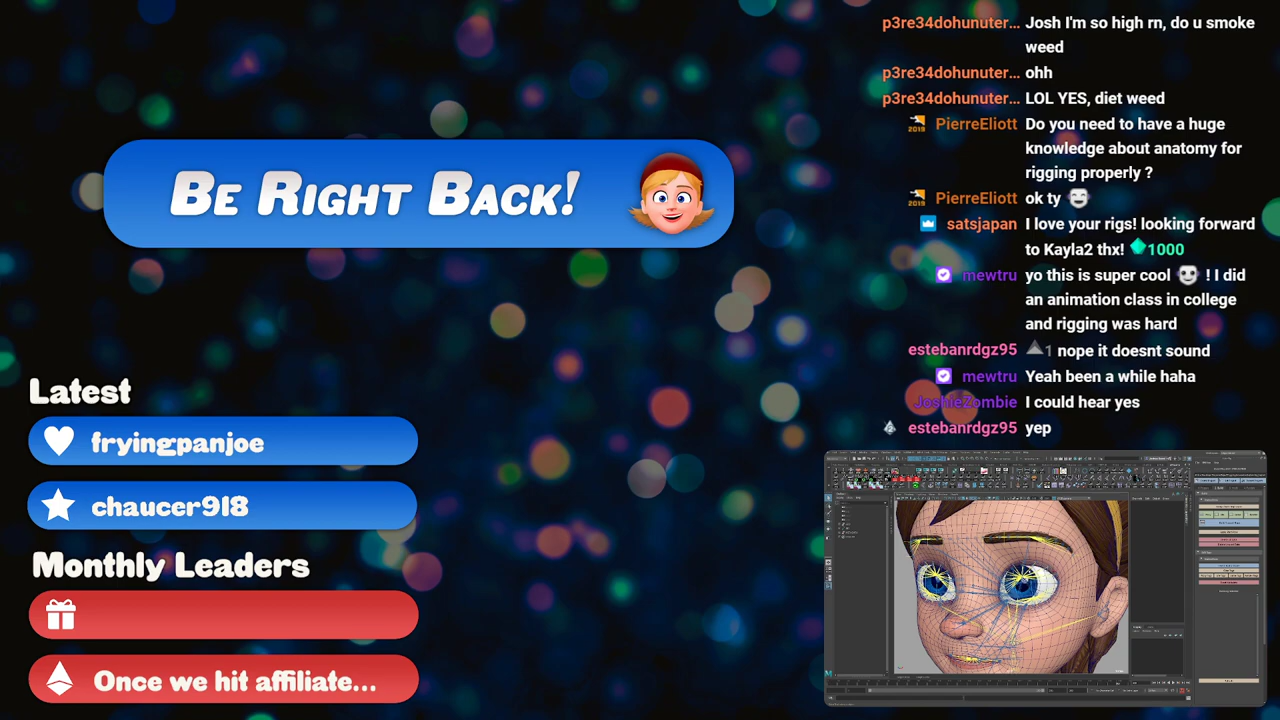 Be Right Back!
Latest
fryingpanjoe
chaucer918
Monthly Leaders
Once we hit affiliate...
p3re34dohunuter... Josh I'm so high rn, do u smoke
weed
p3re34dohunuter... ohh
p3re34dohunuter... LOL YES, diet weed
2019 PierreEliott Do you need to have a huge
knowledge about anatomy for
rigging properly ?
2019 PierreEliott ok ty
satsjapan I love your rigs! looking forward
to Kayla2 thx! 1000
mewtru yo this is super cool ! I did
an animation class in college
and rigging was hard
estebanrdgz95 1 nope it doesnt sound
mewtru Yeah been a while haha
JoshieZombie I could hear yes
estebanrdgz95 yep